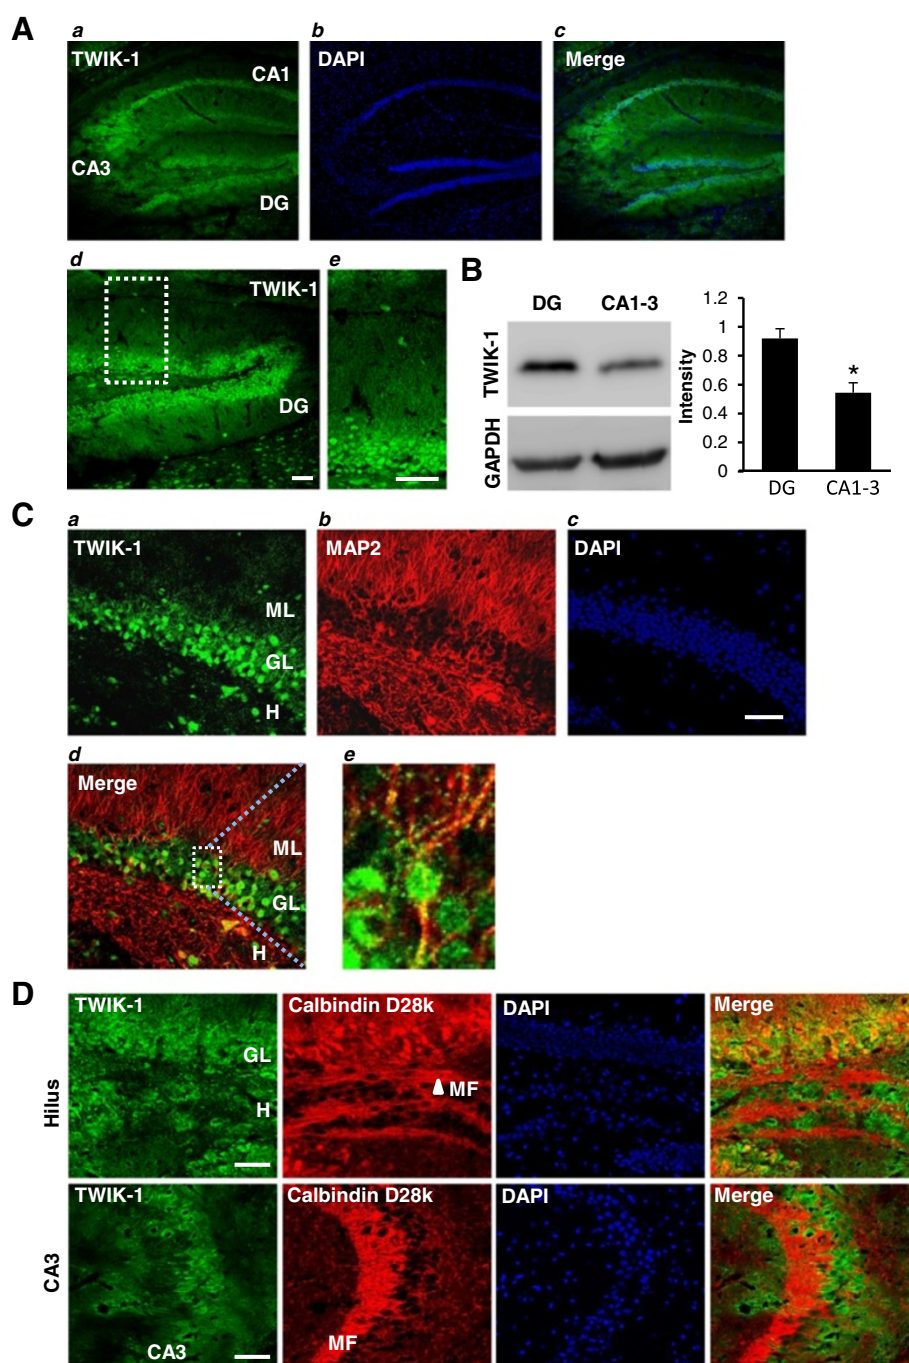 A
a
b
c
TWIK-1
CA1
CA3
DG
DAPI
Merge
d
e
TWIK-1
DG
B
DG
CA1-3
TWIK-1
GAPDH
Intensity
1.2
1
0.8
0.6
0.4
0.2
0
*
DG
CA1-3
C
a
b
c
TWIK-1
ML
GL
H
MAP2
DAPI
d
e
Merge
ML
GL
H
D
Hilus
TWIK-1
GL
H
Calbindin D28k
MF
DAPI
Merge
CA3
TWIK-1
CA3
Calbindin D28k
MF
DAPI
Merge